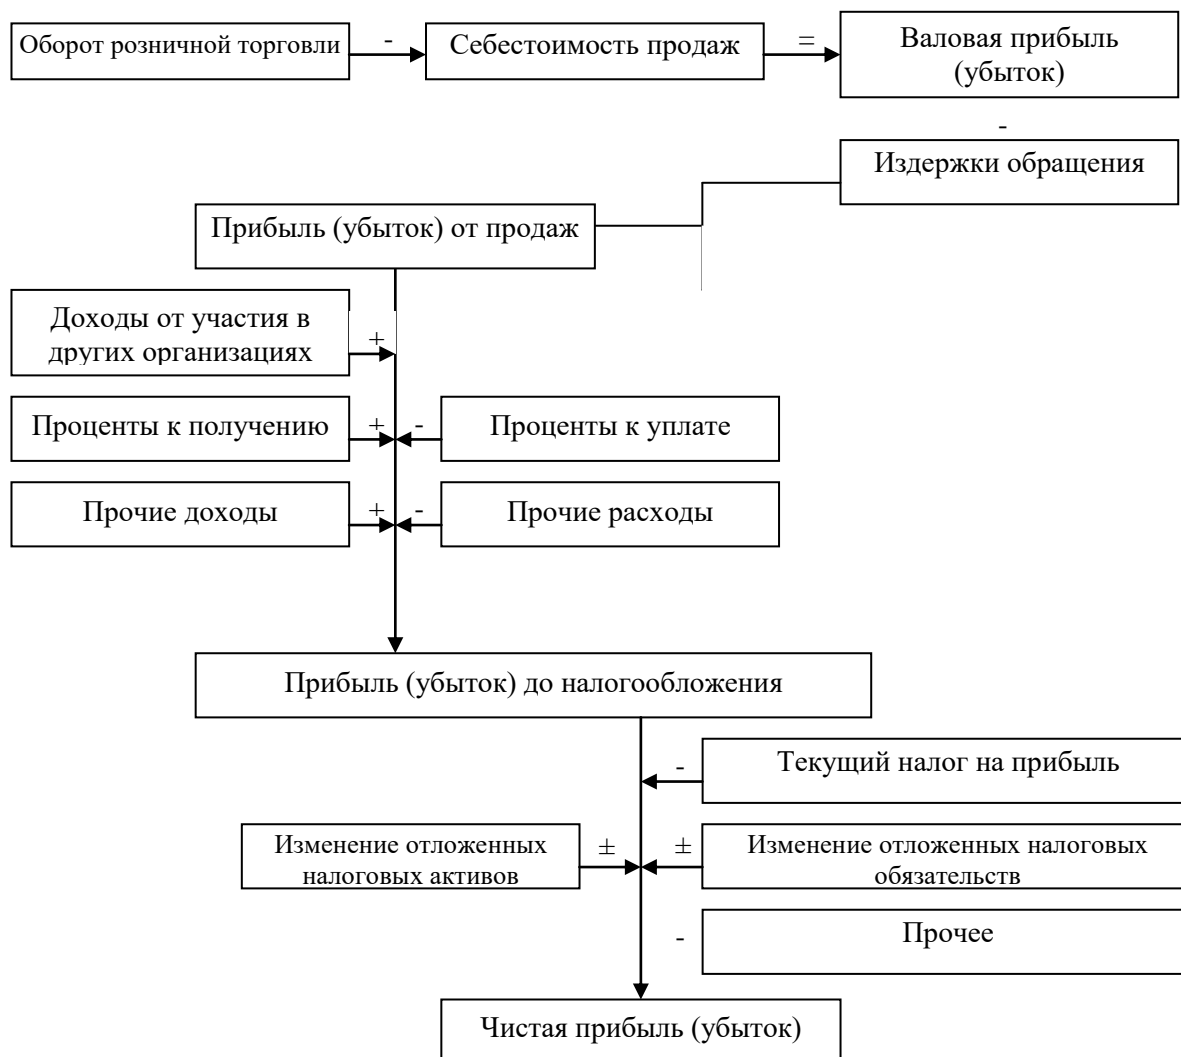 Оборот розничной торговли
-
Себестоимость продаж
=
Валовая прибыль
(убыток)
-
Издержки обращения
Прибыль (убыток) от продаж
Доходы от участия в
других организациях
+
Проценты к получению
+
-
Проценты к уплате
Прочие доходы
+
-
Прочие расходы
Прибыль (убыток) до налогообложения
-
Текущий налог на прибыль
Изменение отложенных
налоговых активов
±
±
Изменение отложенных налоговых
обязательств
-
Прочее
Чистая прибыль (убыток)